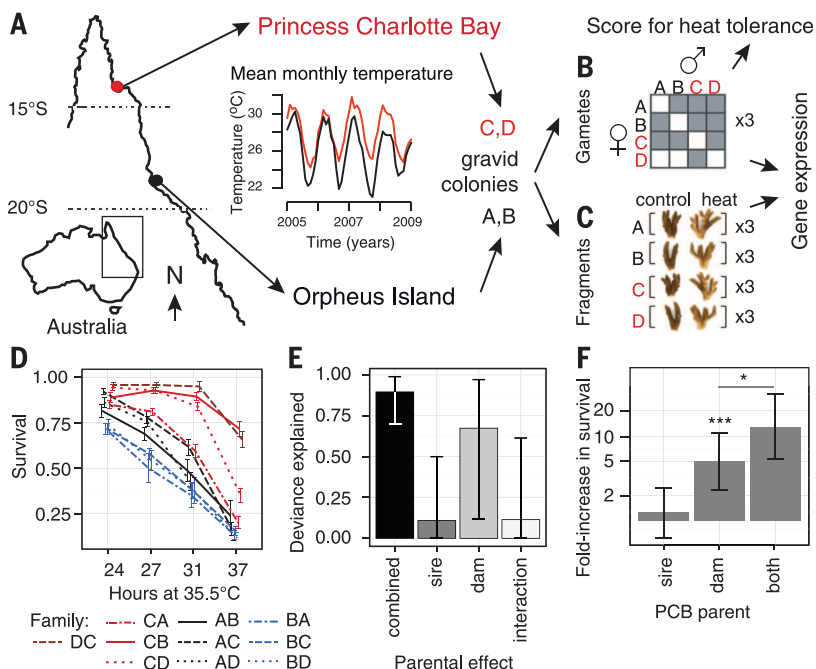 A
Princess Charlotte Bay
Score for heat tolerance
15°S
20°S
Mean monthly temperature
Temperature (°C)
30
26
22
2005 2007 2009
Time (years)
C,D
gravid
colonies
A,B
N
Orpheus Island
Australia
B
♂
A B C D
Gametes
♀
A
B
C
D
x3
C
control heat
Fragments
A x3
B x3
C x3
D x3
Gene expression
D
Survival
1.00
0.75
0.50
0.25
24 27 31 37
Hours at 35.5°C
Family:
DC
CA
CB
CD
AB
AC
AD
BA
BC
BD
E
Deviance explained
1.00
0.75
0.50
0.25
0.00
combined
sire
dam
interaction
Parental effect
F
Fold-increase in survival
20
10
5
2
***
*
sire
dam
both
PCB parent